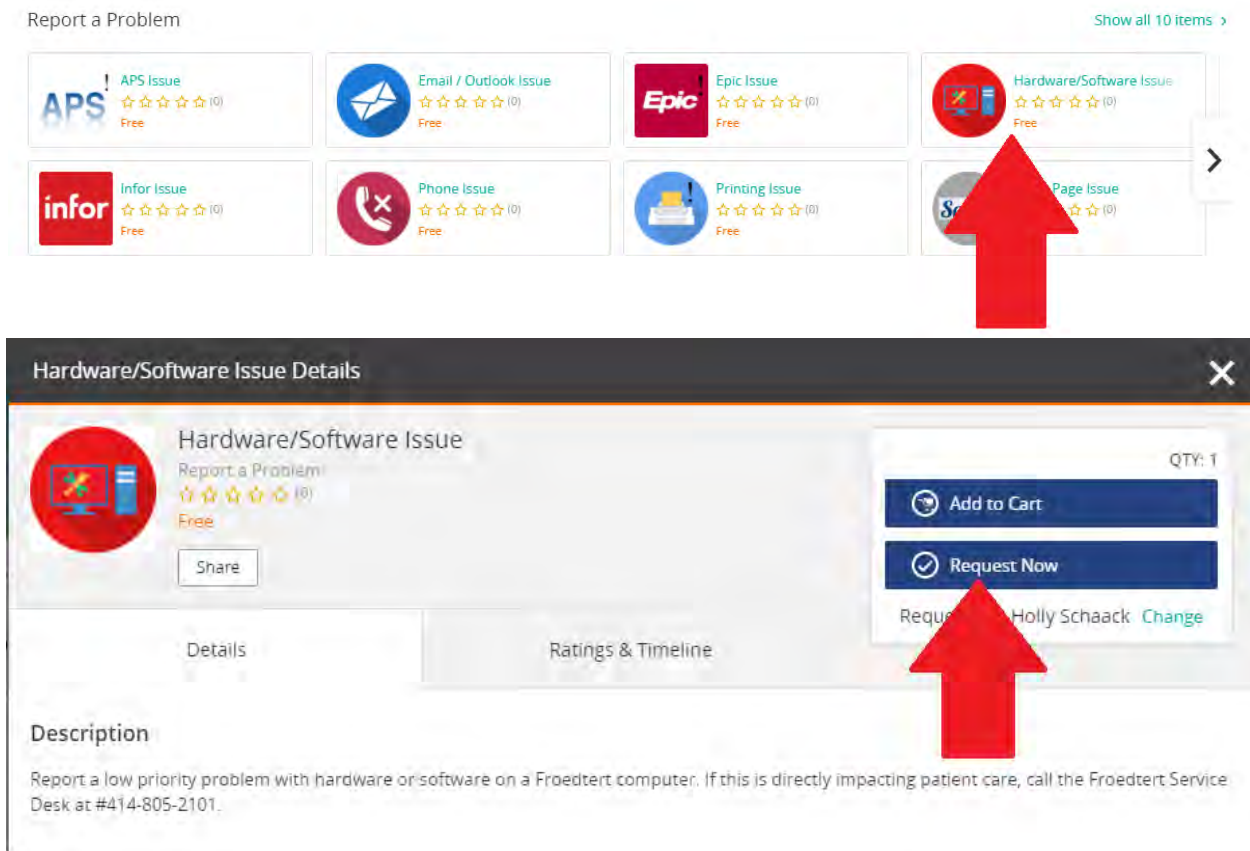 Report a Problem
Show all 10 items >
APS Issue
Email / Outlook Issue
Epic Issue
Hardware/Software Issue
APS!
(0)
(0)
Epic!
(0)
(0)
Free
Free
Free
Free
Infor Issue
Phone Issue
Printing Issue
Page Issue
infor
(0)
(0)
(0)
(0)
Free
Free
Free
Hardware/Software Issue Details
Hardware/Software Issue
Report a Problem
(0)
Free
Share
QTY: 1
Add to Cart
Request Now
Holly Schaack Change
Details
Ratings & Timeline
Description
Report a low priority problem with hardware or software on a Froedtert computer. If this is directly impacting patient care, call the Froedtert Service
Desk at #414-805-2101.